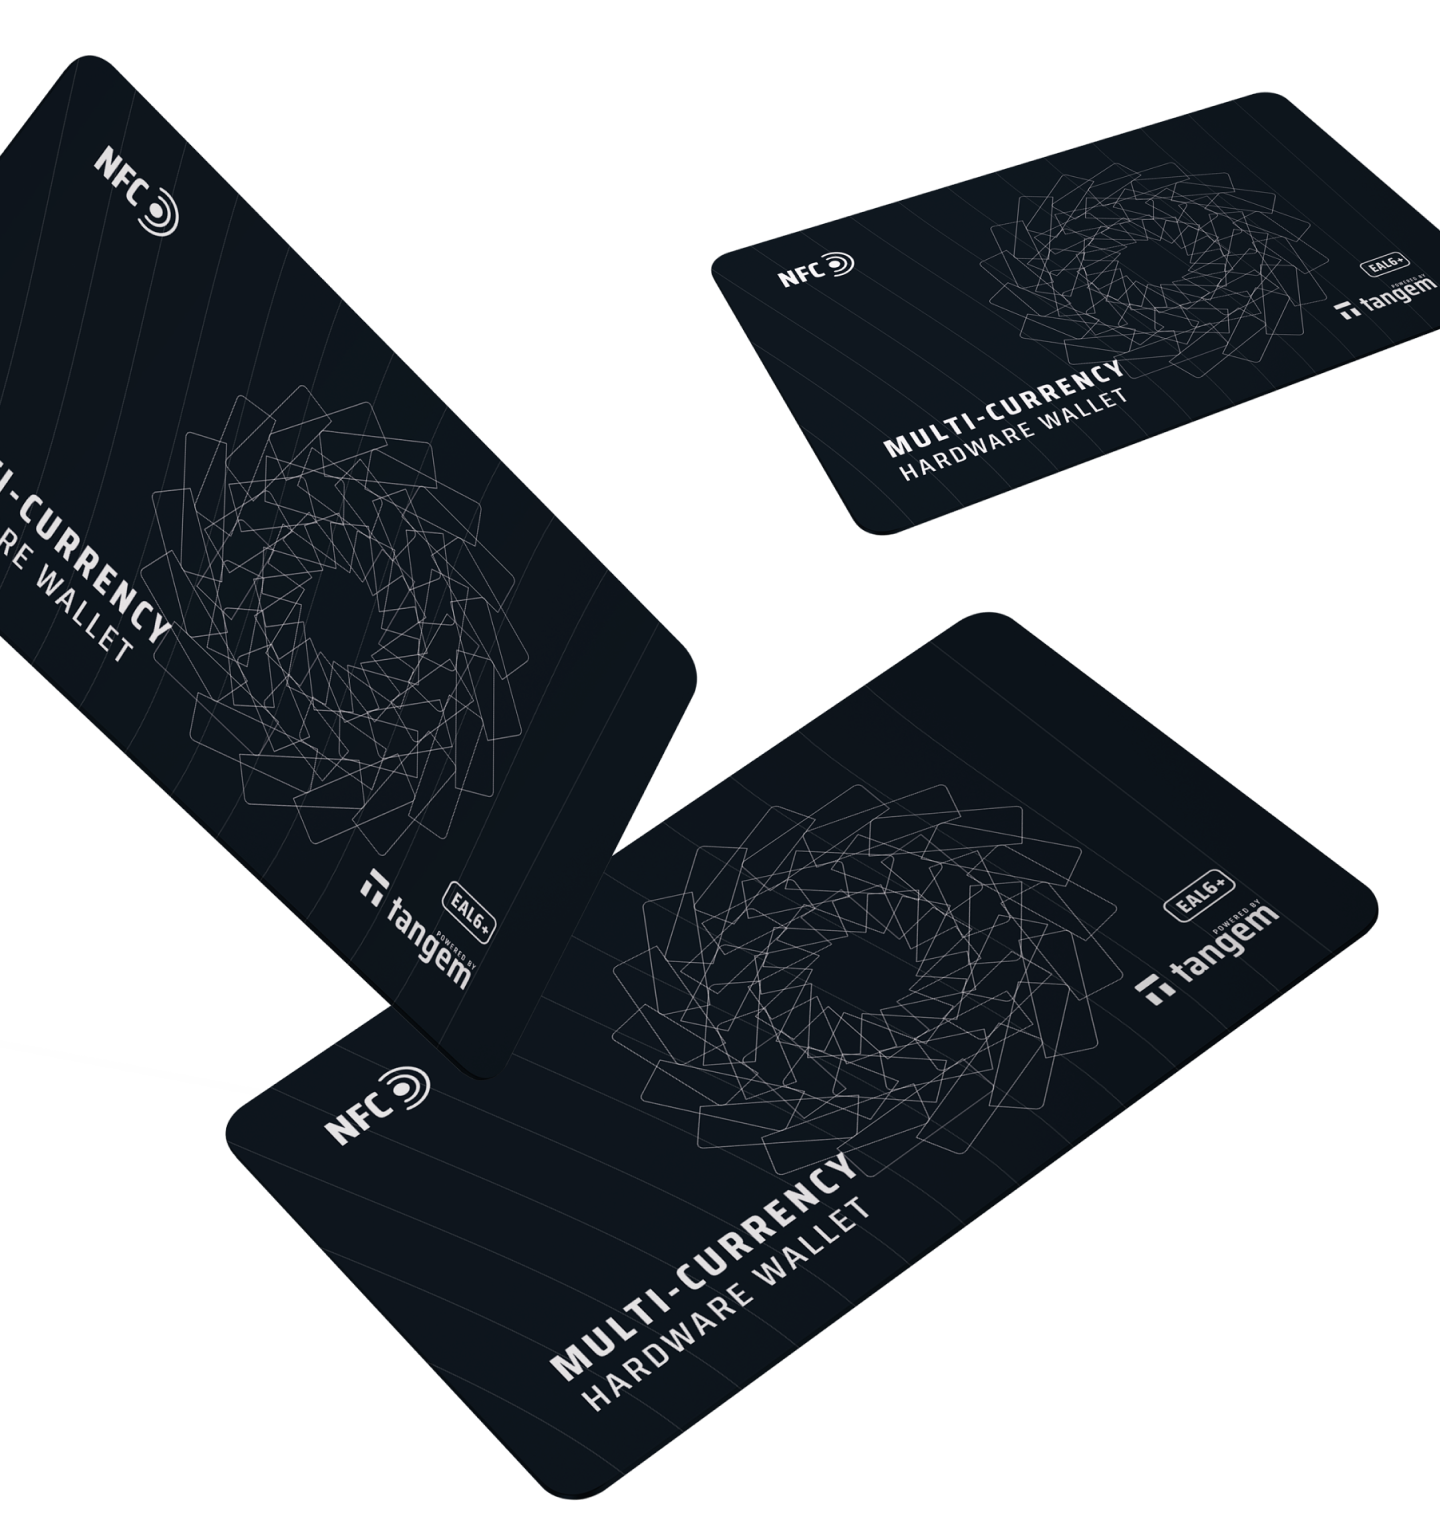 NFC
I-CURRENCY
RE WALLET
EAL6+
POWERED BY
tangem
NFC
MULTI-CURRENCY
HARDWARE WALLET
EAL6+
POWERED BY
tangem
NFC
MULTI-CURRENCY
HARDWARE WALLET
EAL6+
POWERED BY
tangem